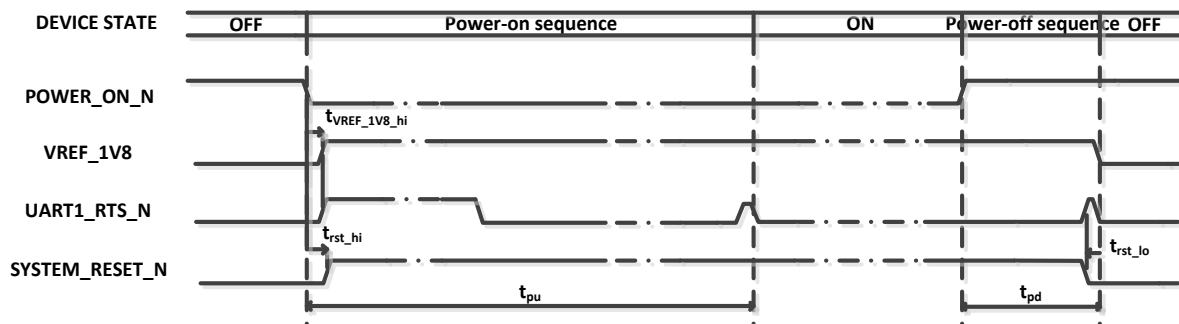 DEVICE STATE OFF Power-on sequence ON Power-off sequence OFF
POWER_ON_N
tVREF_1V8_hi
VREF_1V8
UART1_RTS_N
trst_hi
trst_lo
SYSTEM_RESET_N
tpu
tpd